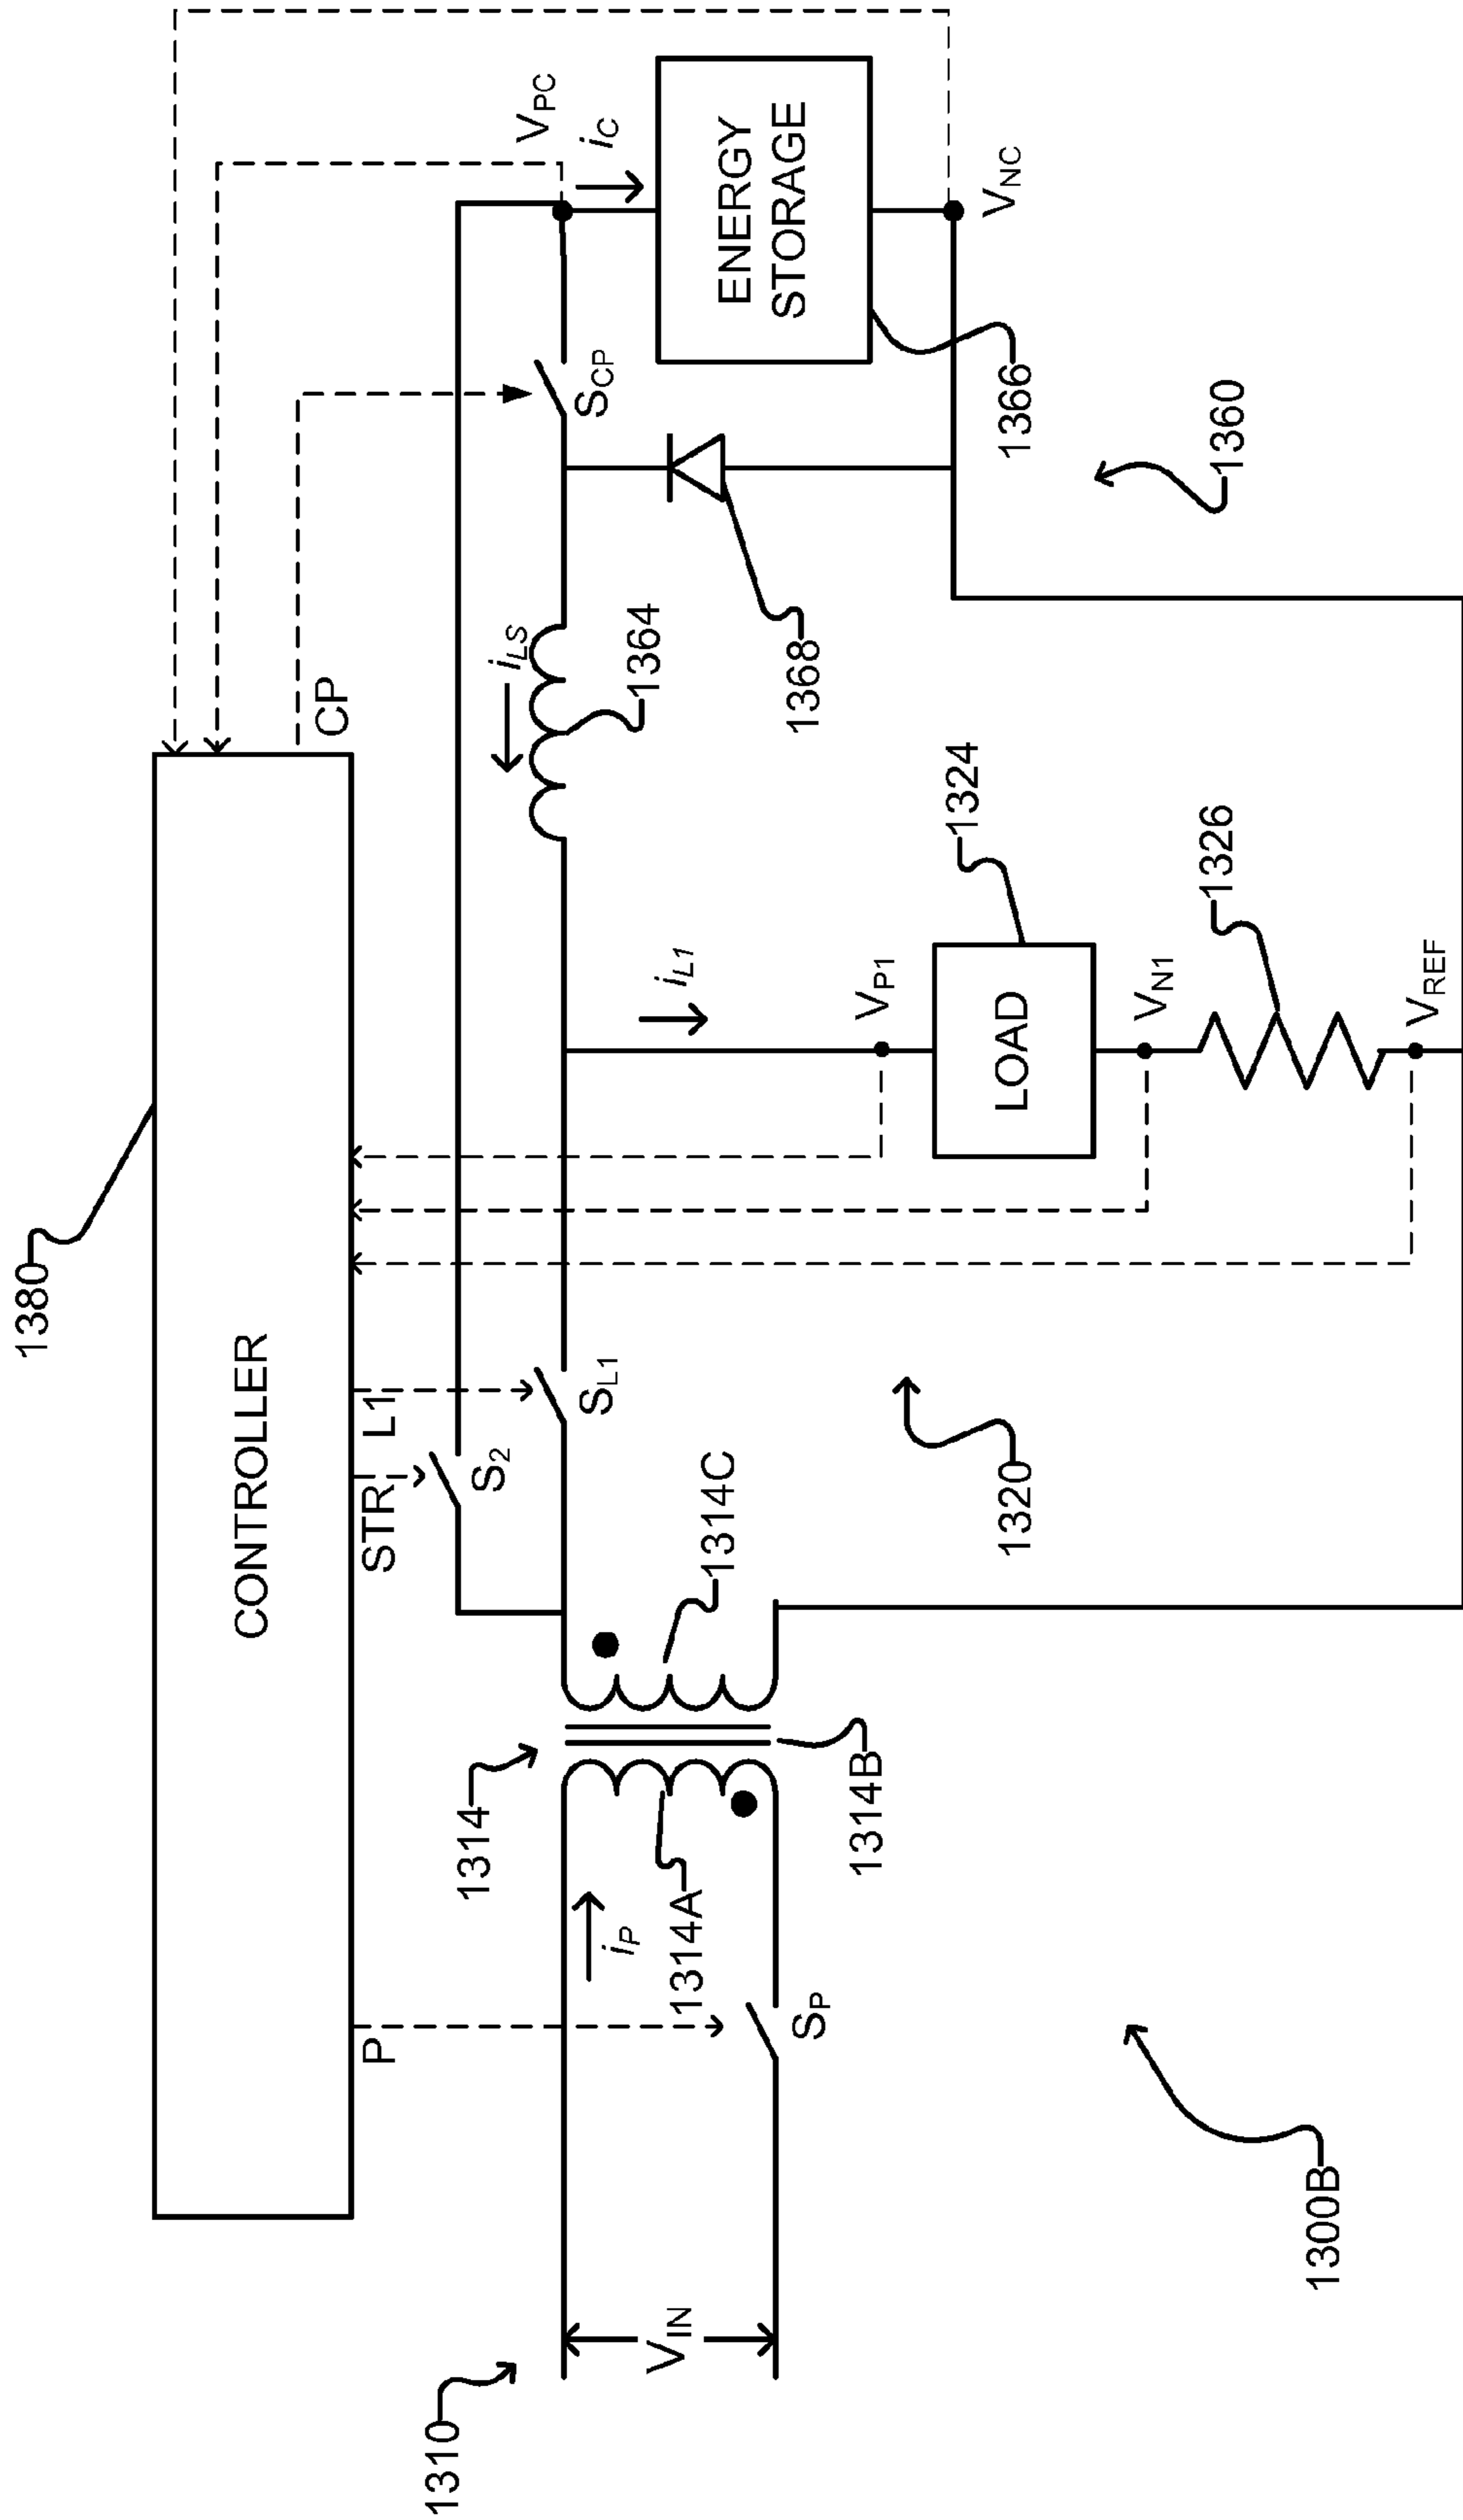 1380
CONTROLLER
P
STR
L1
CP
1310
VIN
iP
1314
1314A
1314B
1314C
SP
S2
SL1
iLS
1364
SCP
VPC
iC
ENERGY
STORAGE
VNC
1366
1368
1360
iL1
VP1
LOAD
1324
VN1
1326
VREF
1320
1300B